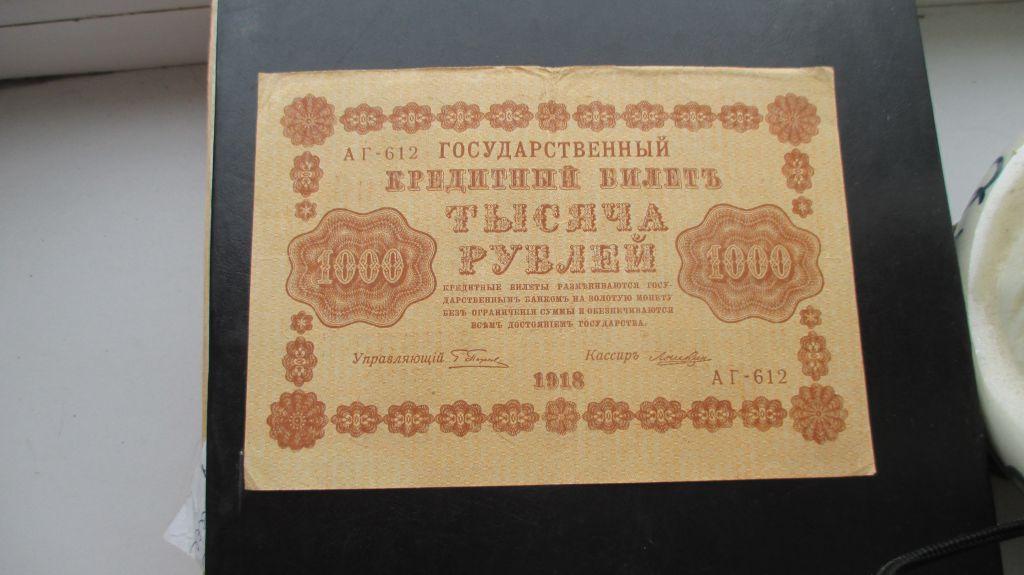 АГ-612 ГОСУДАРСТВЕННЫЙ
КРЕДИТНЫЙ БИЛЕТЪ
ТЫСЯЧА
РУБЛЕЙ
1000
1000
КРЕДИТНЫЕ БИЛЕТЫ РАЗМѢНИВАЮТСЯ ГОСУ-
ДАРСТВЕННЫМЪ БАНКОМЪ НА ЗОЛОТУЮ МОНЕТУ
БЕЗЪ ОГРАНИЧЕНІЯ СУММЫ И ОБЕЗПЕЧИВАЮТСЯ
ВСѢМЪ ДОСТОЯНІЕМЪ ГОСУДАРСТВА.
Управляющій
Кассиръ
1918
АГ-612